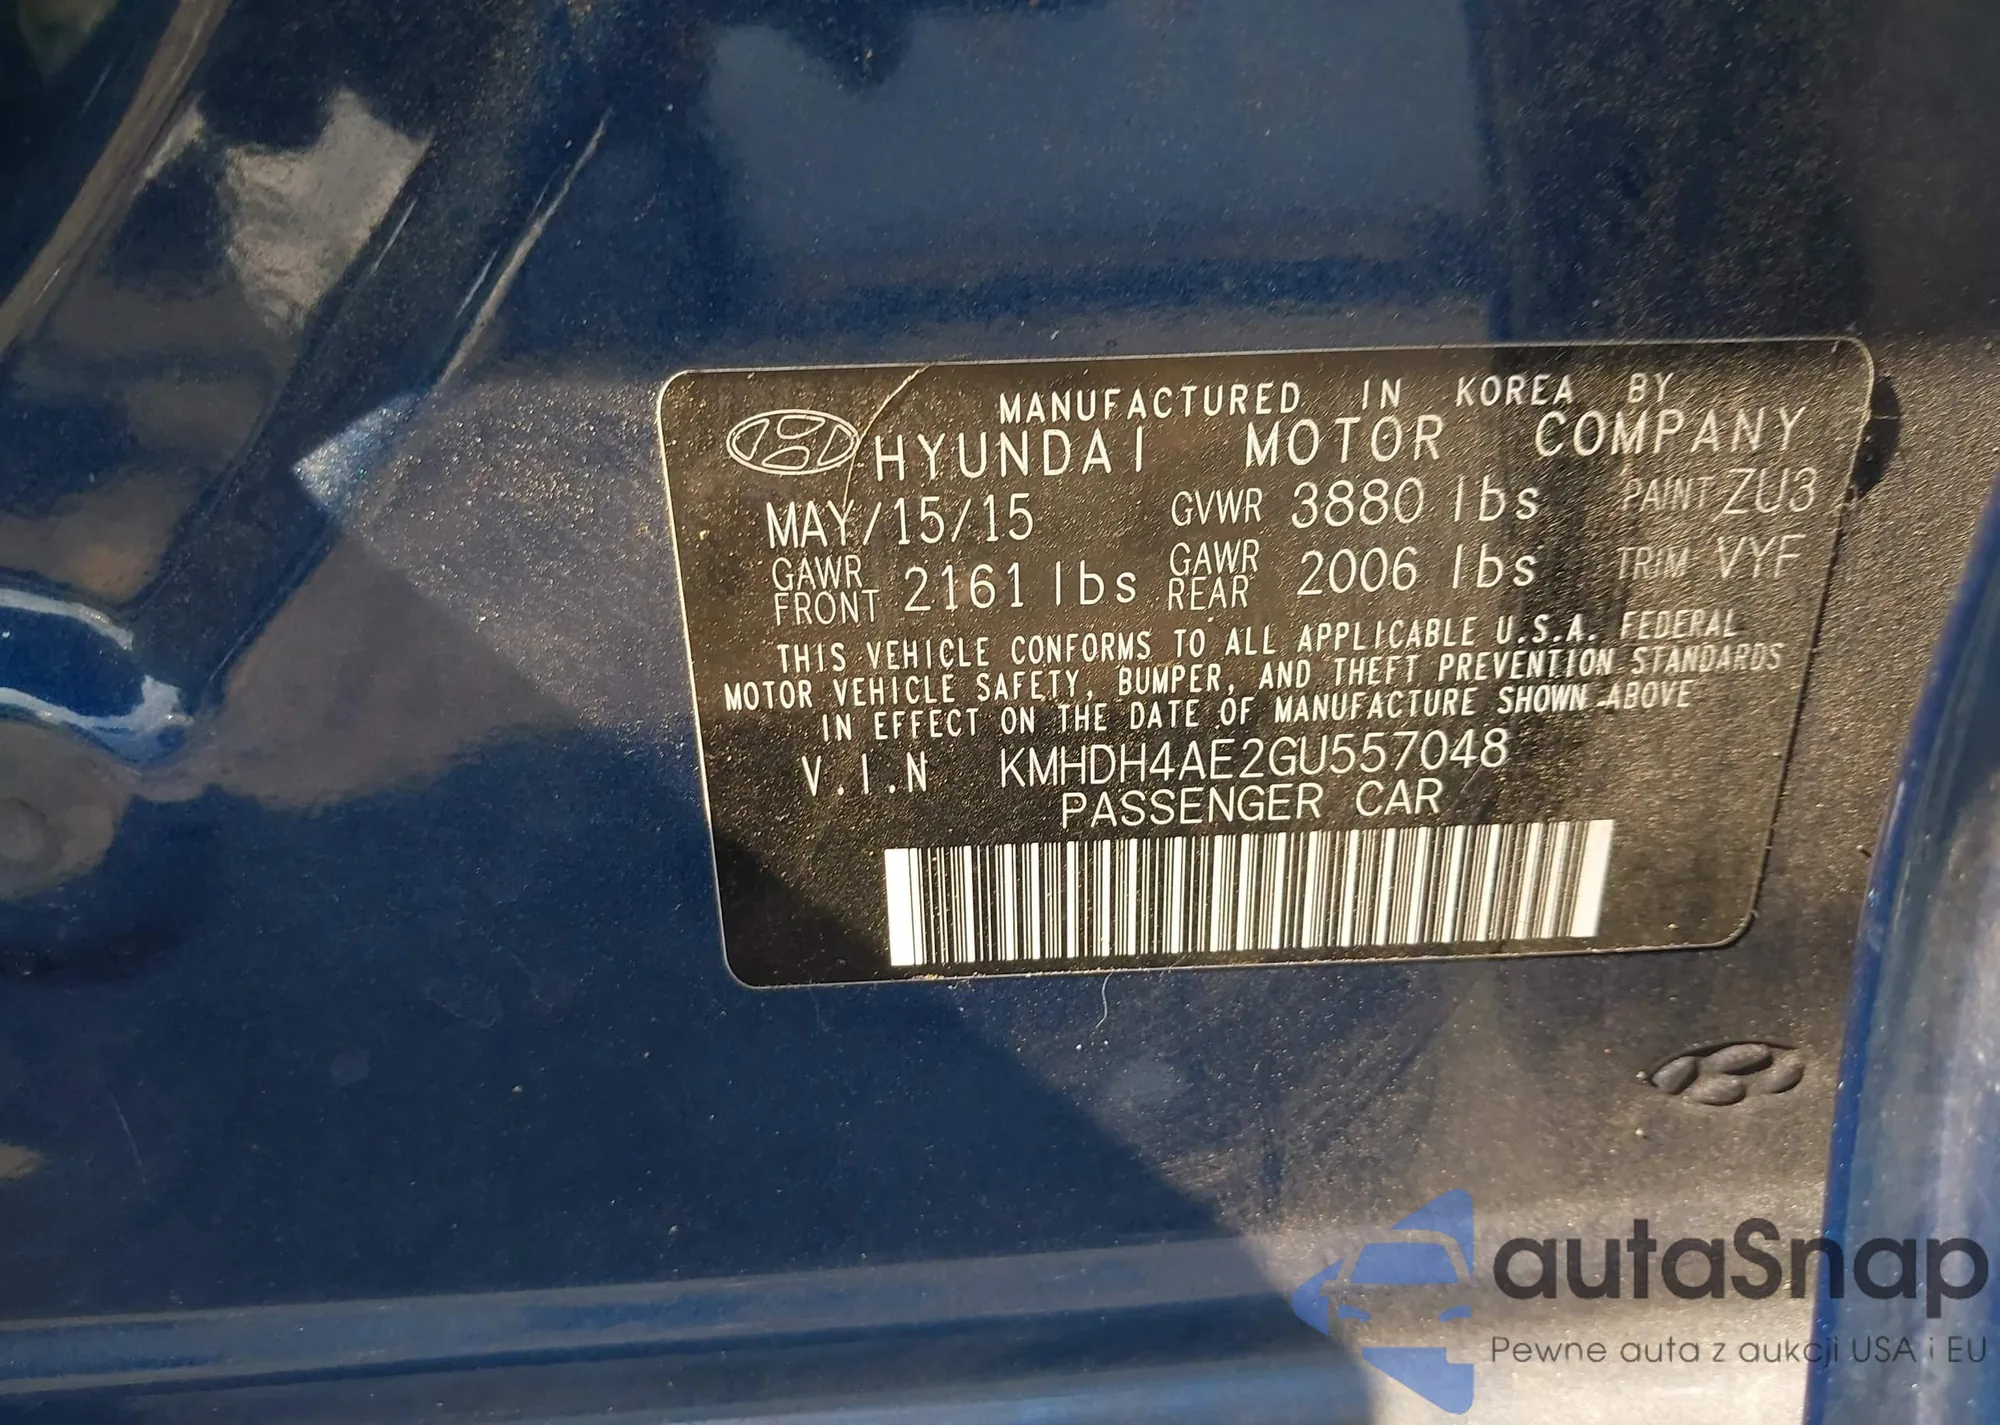 MANUFACTURED IN KOREA BY
HYUNDAI MOTOR COMPANY
MAY/15/15 GVWR 3880 lbs PAINT ZU3
GAWR FRONT 2161 lbs GAWR REAR 2006 lbs TRIM VYF
THIS VEHICLE CONFORMS TO ALL APPLICABLE U.S.A. FEDERAL
MOTOR VEHICLE SAFETY, BUMPER, AND THEFT PREVENTION STANDARDS
IN EFFECT ON THE DATE OF MANUFACTURE SHOWN ABOVE
V.I.N KMHDH4AE2GU557048
PASSENGER CAR
autaSnap
Pewne auta z aukcji USA i EU